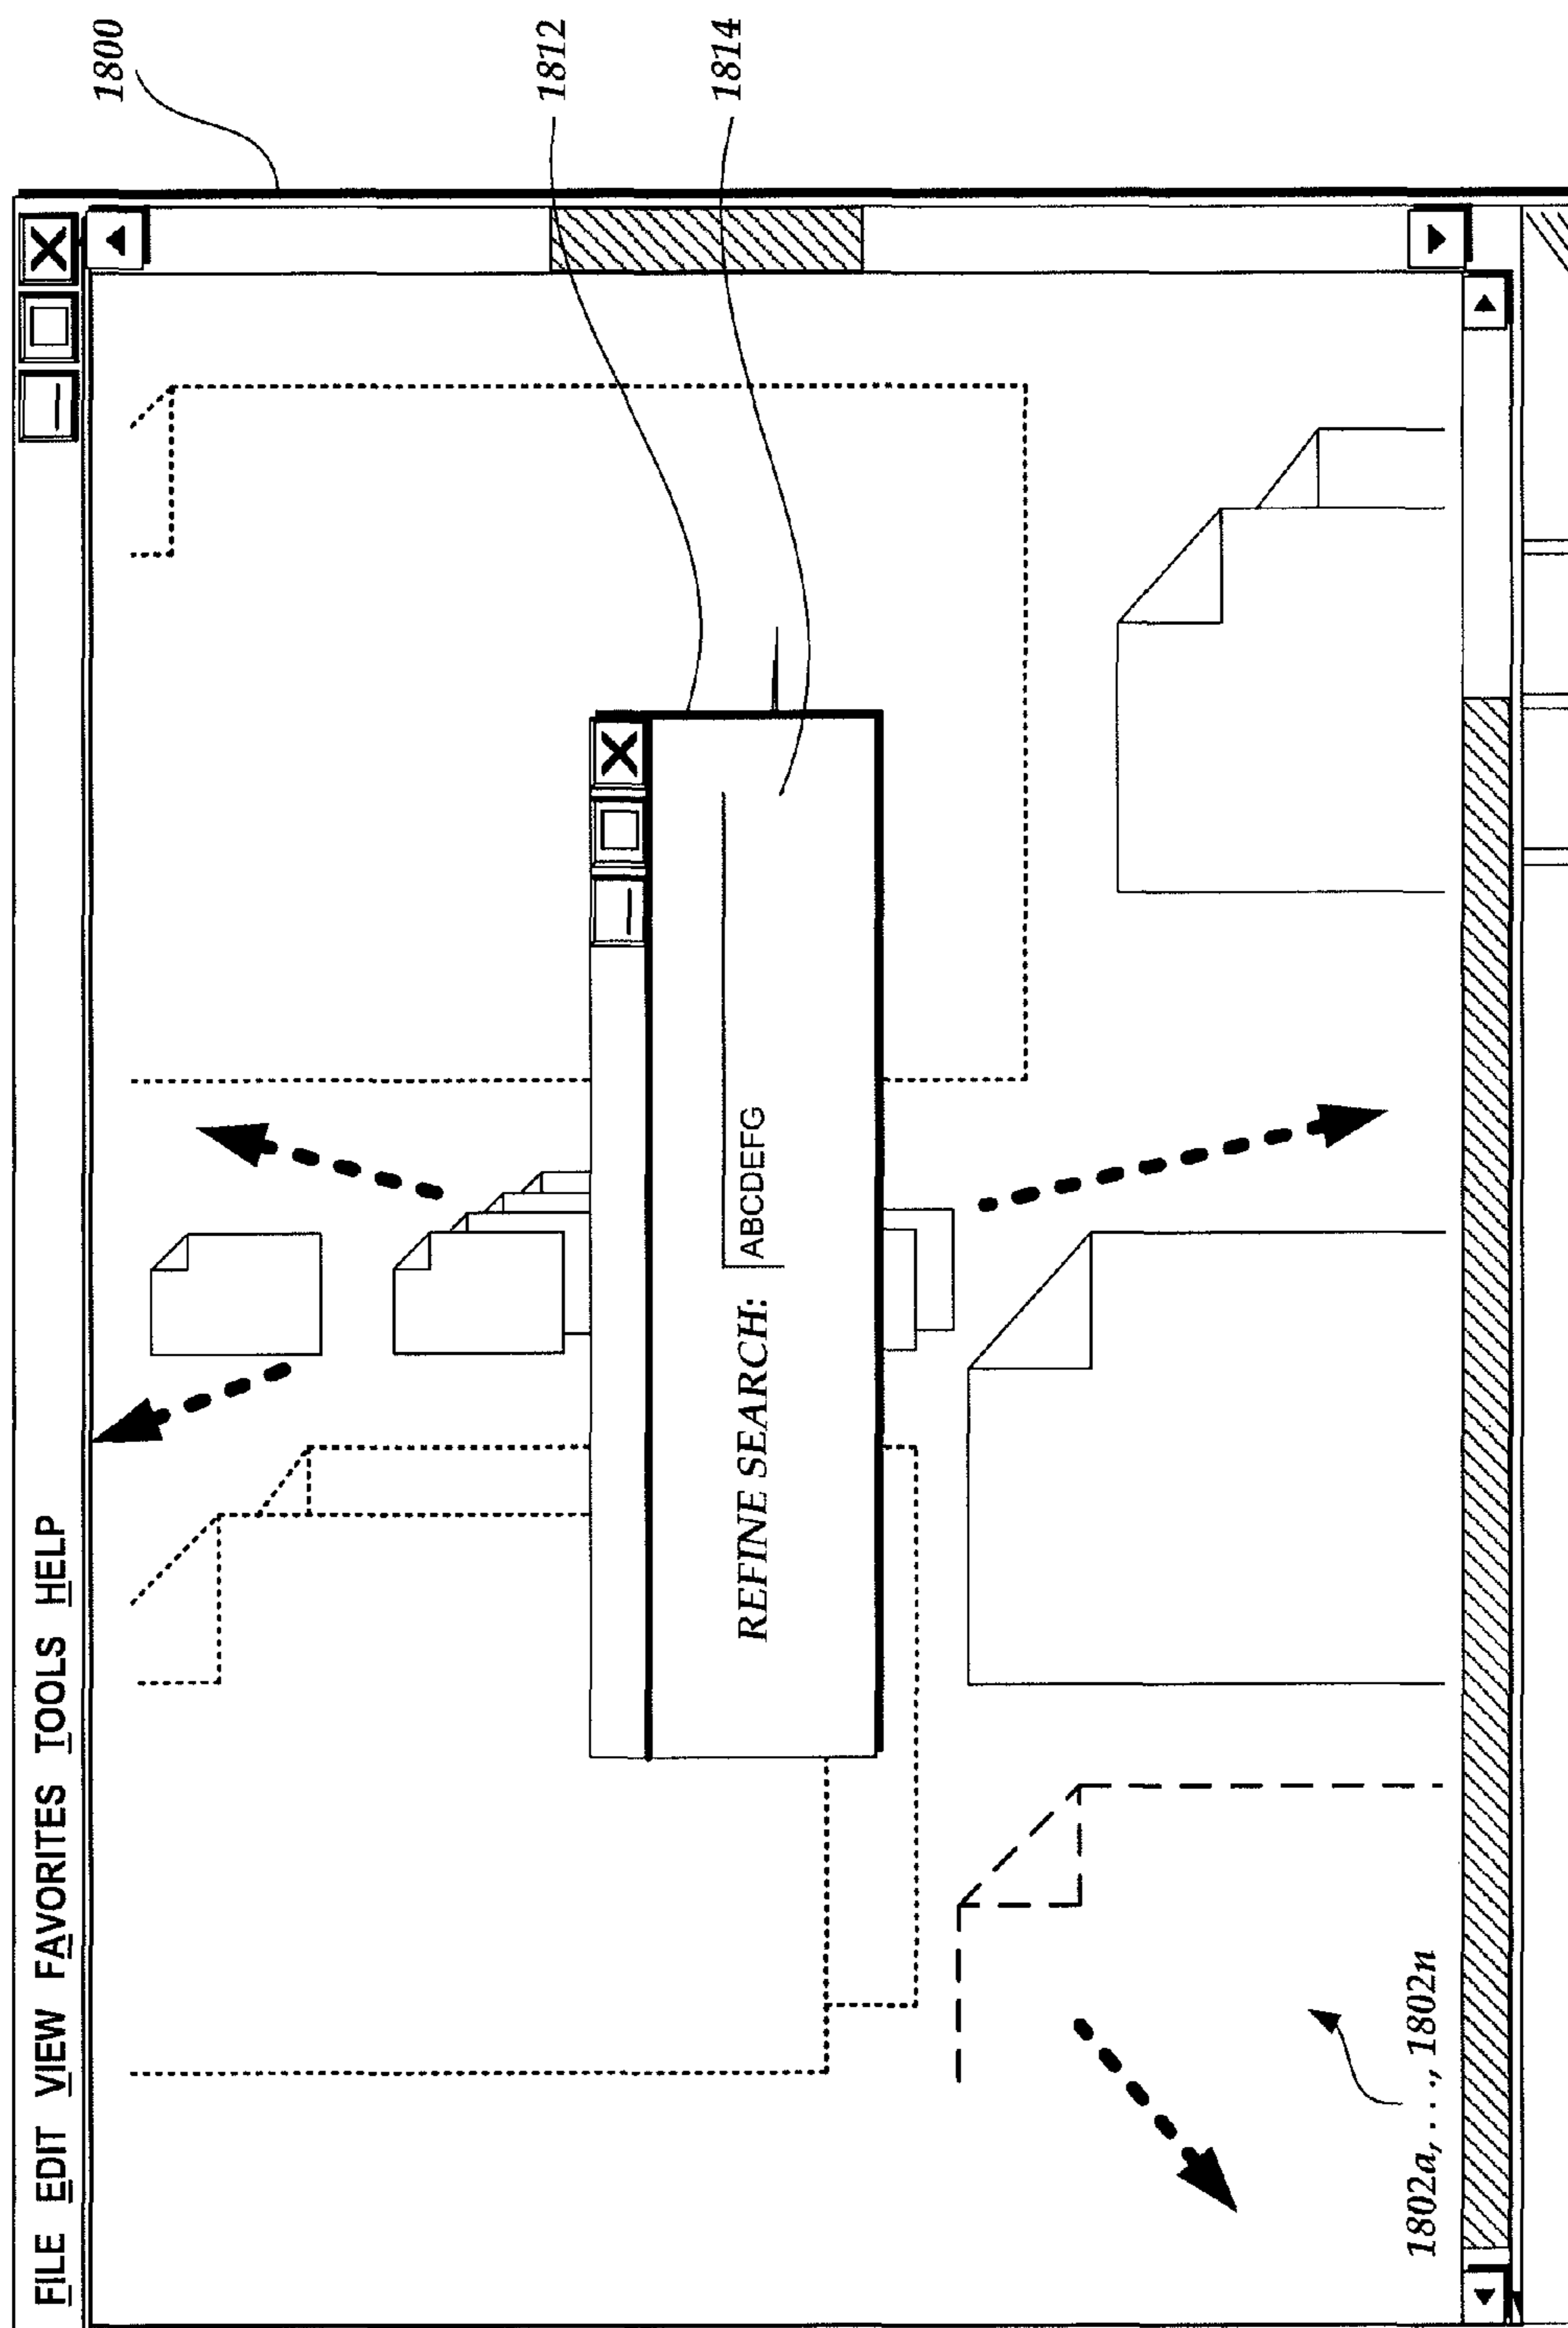 1800
FILE EDIT VIEW FAVORITES TOOLS HELP
1812
1814
REFINE SEARCH: ABCDEFG
1802a, . . ., 1802n